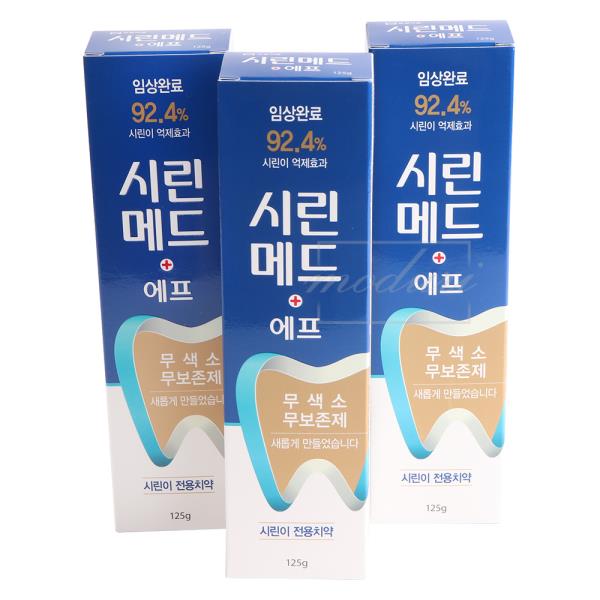 시린메드
에프
125g
임상완료
92.4%
시린이 억제효과
시린
메드
에프
무색소
무보존제
새롭게 만들었습니
시린이 전용치약
125g
시린메드
에프
125g
임상완료
92.4%
시린이 억제효과
시린
메드
에프
무색소
무보존제
새롭게 만들었습니다
시린이 전용치약
125g
시린메드
에프
125g
임상완료
92.4%
시린이 억제효과
시린
메드
에프
무색소
무보존제
새롭게 만들었습니다
시린이 전용치약
125g